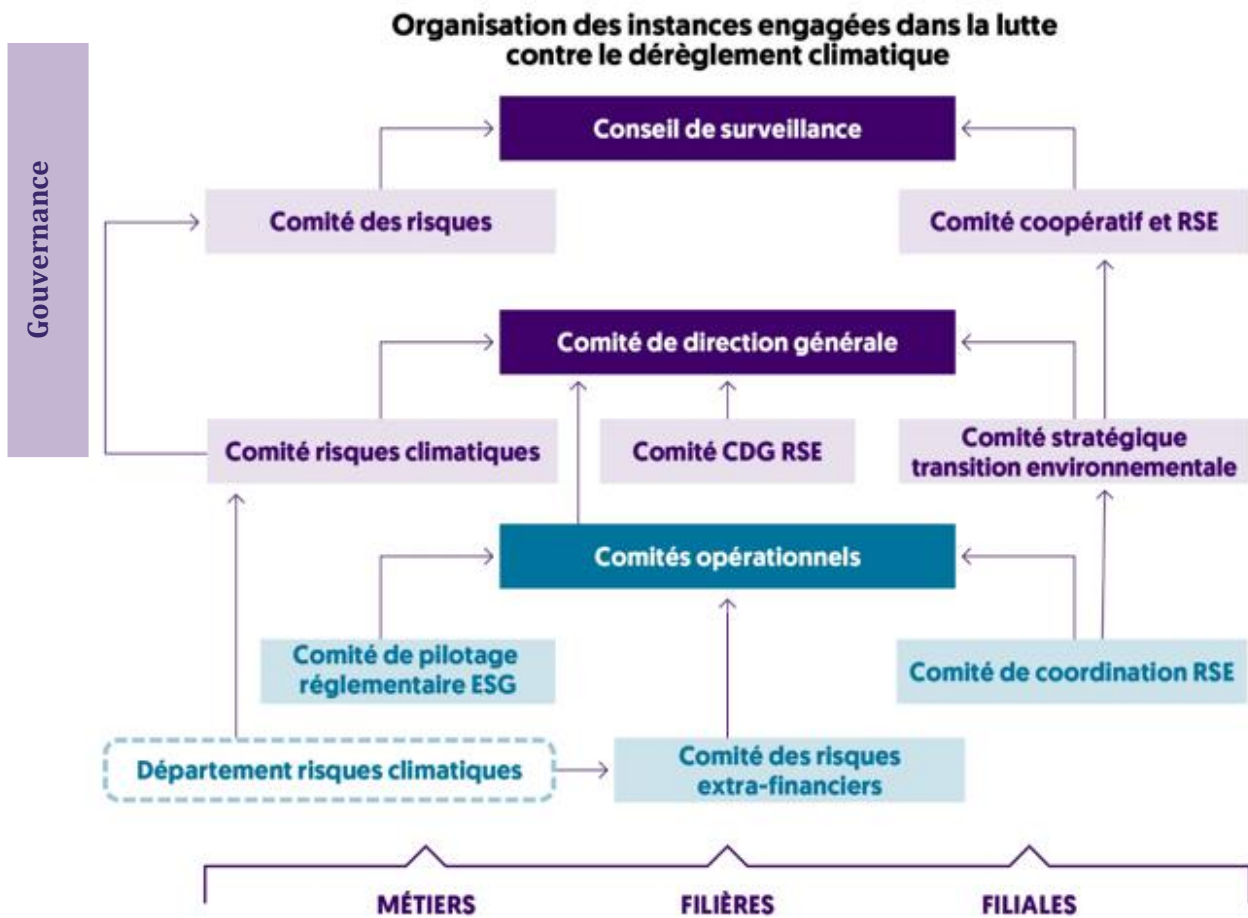 Organisation des instances engagées dans la lutte
contre le dérèglement climatique
Gouvernance
Conseil de surveillance
Comité des risques
Comité coopératif et RSE
Comité de direction générale
Comité risques climatiques
Comité CDG RSE
Comité stratégique
transition environnementale
Comités opérationnels
Comité de pilotage
réglementaire ESG
Comité de coordination RSE
Département risques climatiques
Comité des risques
extra-financiers
MÉTIERS
FILIÈRES
FILIALES